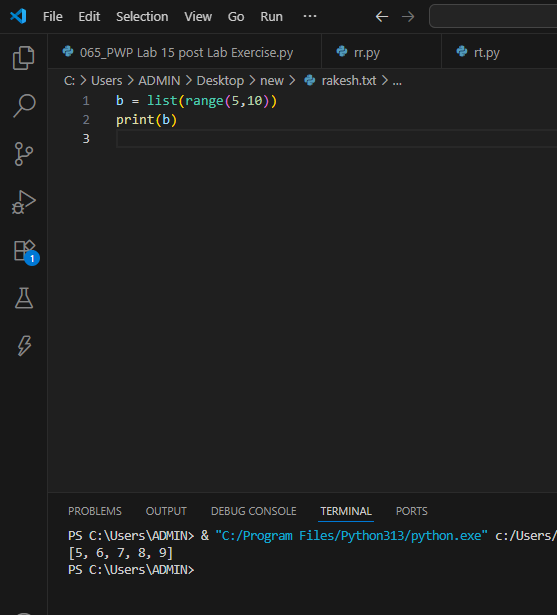 File Edit Selection View Go Run ···
065_PWP Lab 15 post Lab Exercise.py rr.py rt.py
C: > Users > ADMIN > Desktop > new > rakesh.txt > ...
1 b = list(range(5,10))
2 print(b)
3
1
PROBLEMS OUTPUT DEBUG CONSOLE TERMINAL PORTS
PS C:\Users\ADMIN> & "C:/Program Files/Python313/python.exe" c:/Users/
[5, 6, 7, 8, 9]
PS C:\Users\ADMIN>